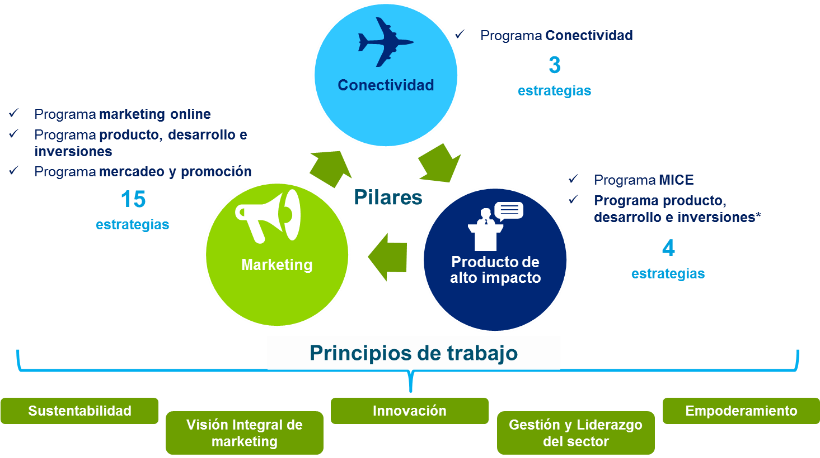 Conectividad
✓ Programa Conectividad
3
estrategias
✓ Programa marketing online
✓ Programa producto, desarrollo e
inversiones
✓ Programa mercadeo y promoción
15
estrategias
Pilares
✓ Programa MICE
✓ Programa producto,
desarrollo e inversiones*
4
estrategias
Marketing
Producto de
alto impacto
Principios de trabajo
Sustentabilidad
Visión Integral de
marketing
Innovación
Gestión y Liderazgo
del sector
Empoderamiento